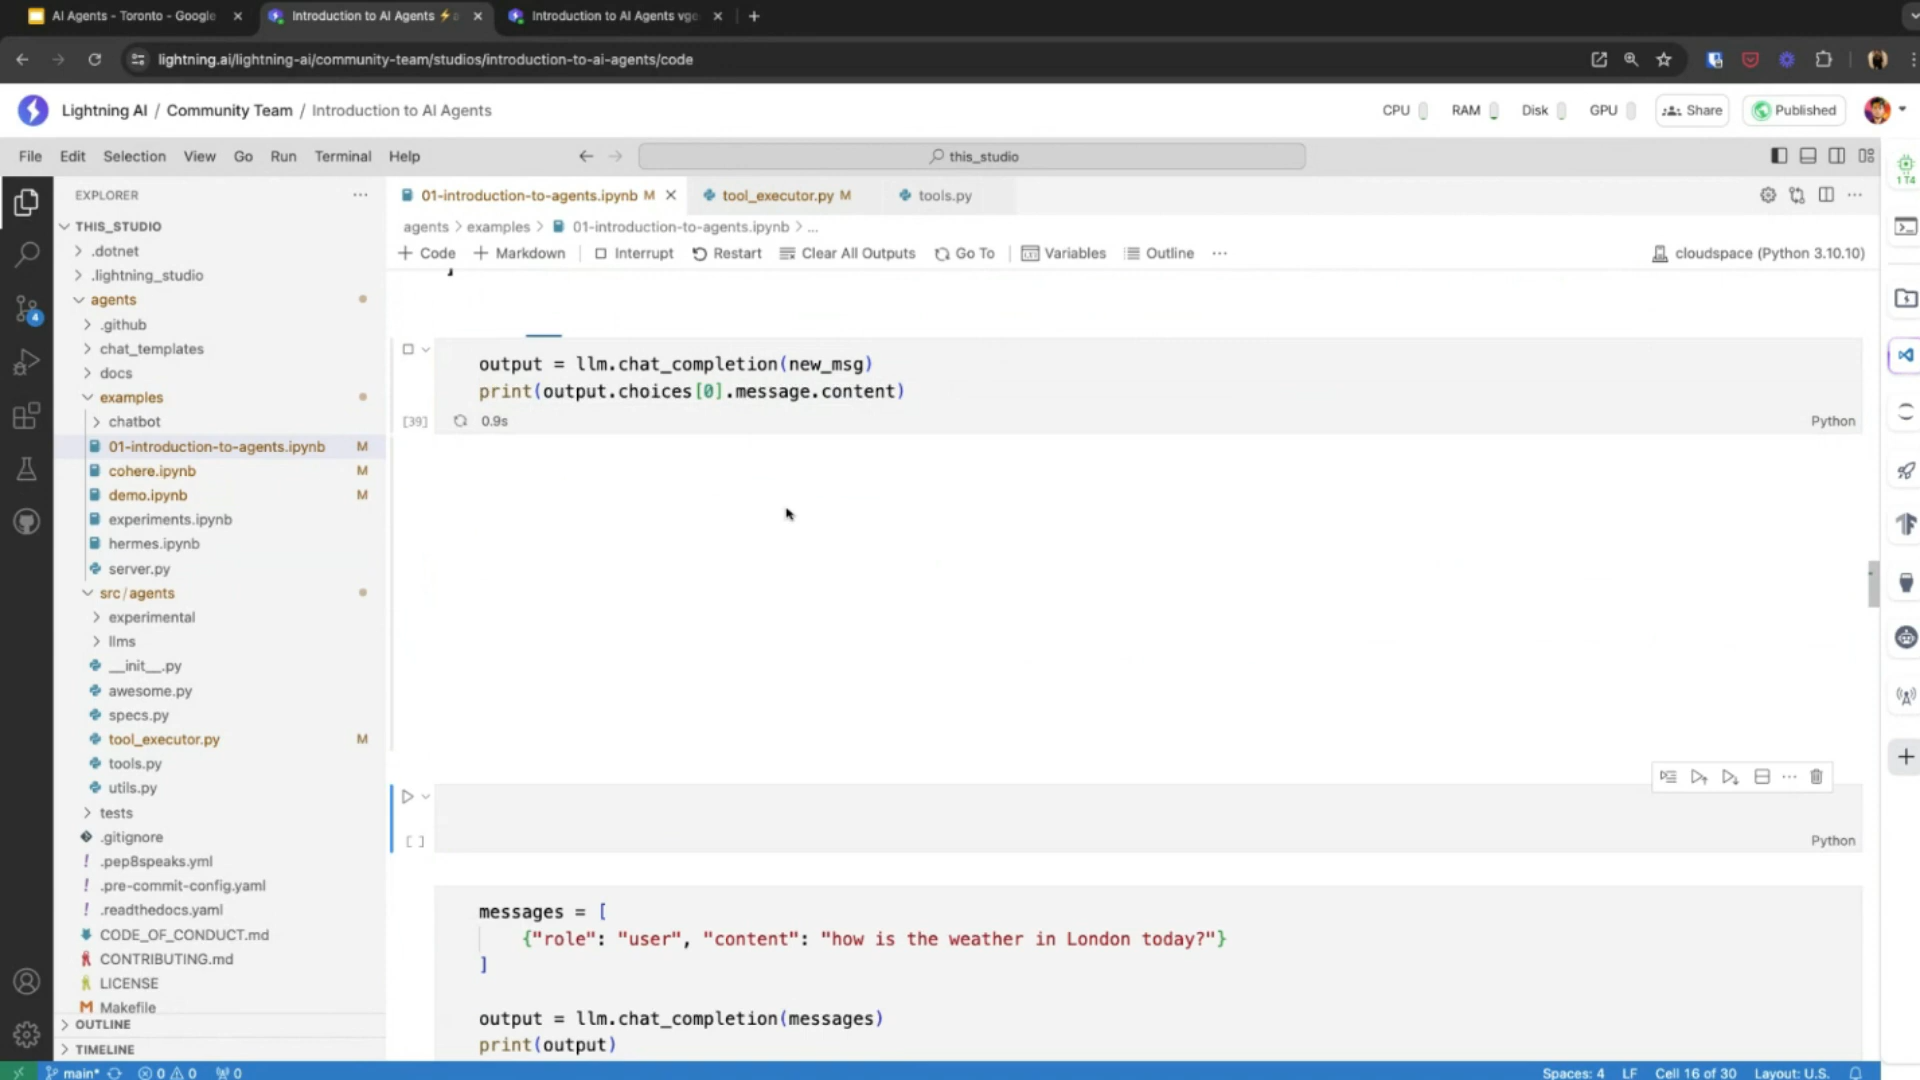 AI Agents - Toronto - Google
Introduction to AI Agents ⚡
Introduction to AI Agents vge
lightning.ai/lightning-ai/community-team/studios/introduction-to-ai-agents/code
Lightning AI / Community Team / Introduction to AI Agents
CPU RAM Disk GPU Share Published
File Edit Selection View Go Run Terminal Help
this_studio
1 T4
EXPLORER
THIS_STUDIO
.dotnet
.lightning_studio
agents
.github
chat_templates
docs
examples
chatbot
01-introduction-to-agents.ipynb M
cohere.ipynb M
demo.ipynb M
experiments.ipynb
hermes.ipynb
server.py
src/agents
experimental
llms
__init__.py
awesome.py
specs.py
tool_executor.py M
tools.py
utils.py
tests
.gitignore
.pep8speaks.yml
.pre-commit-config.yaml
.readthedocs.yaml
CODE_OF_CONDUCT.md
CONTRIBUTING.md
LICENSE
Makefile
OUTLINE
TIMELINE
4
01-introduction-to-agents.ipynb M
tool_executor.py M
tools.py
agents > examples > 01-introduction-to-agents.ipynb > ...
+ Code + Markdown Interrupt Restart Clear All Outputs Go To Variables Outline ...
cloudspace (Python 3.10.10)
]
output = llm.chat_completion(new_msg)
print(output.choices[0].message.content)
[39] 0.9s Python
[ ] Python
messages = [
{"role": "user", "content": "how is the weather in London today?"}
]
output = llm.chat_completion(messages)
print(output)
main* 0 0 0
Spaces: 4 LF Cell 16 of 30 Layout: U.S.